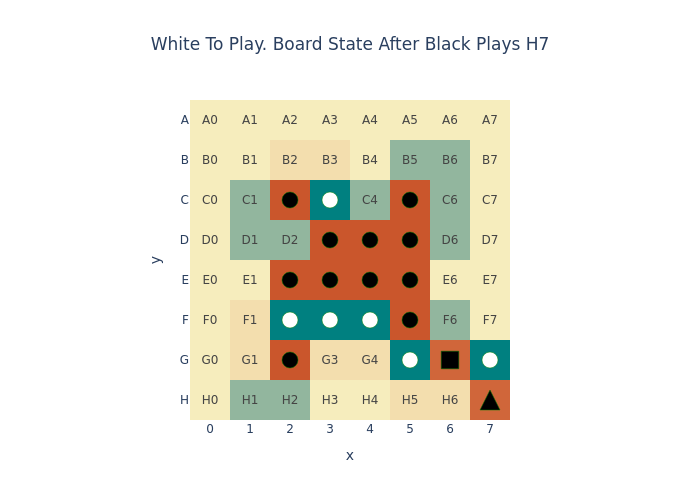 White To Play. Board State After Black Plays H7
A A0 A1 A2 A3 A4 A5 A6 A7
B B0 B1 B2 B3 B4 B5 B6 B7
C C0 C1 C4 C6 C7
D D0 D1 D2 D6 D7
E E0 E1 E6 E7
F F0 F1 F6 F7
G G0 G1 G3 G4
H H0 H1 H2 H3 H4 H5 H6
0 1 2 3 4 5 6 7
x
y